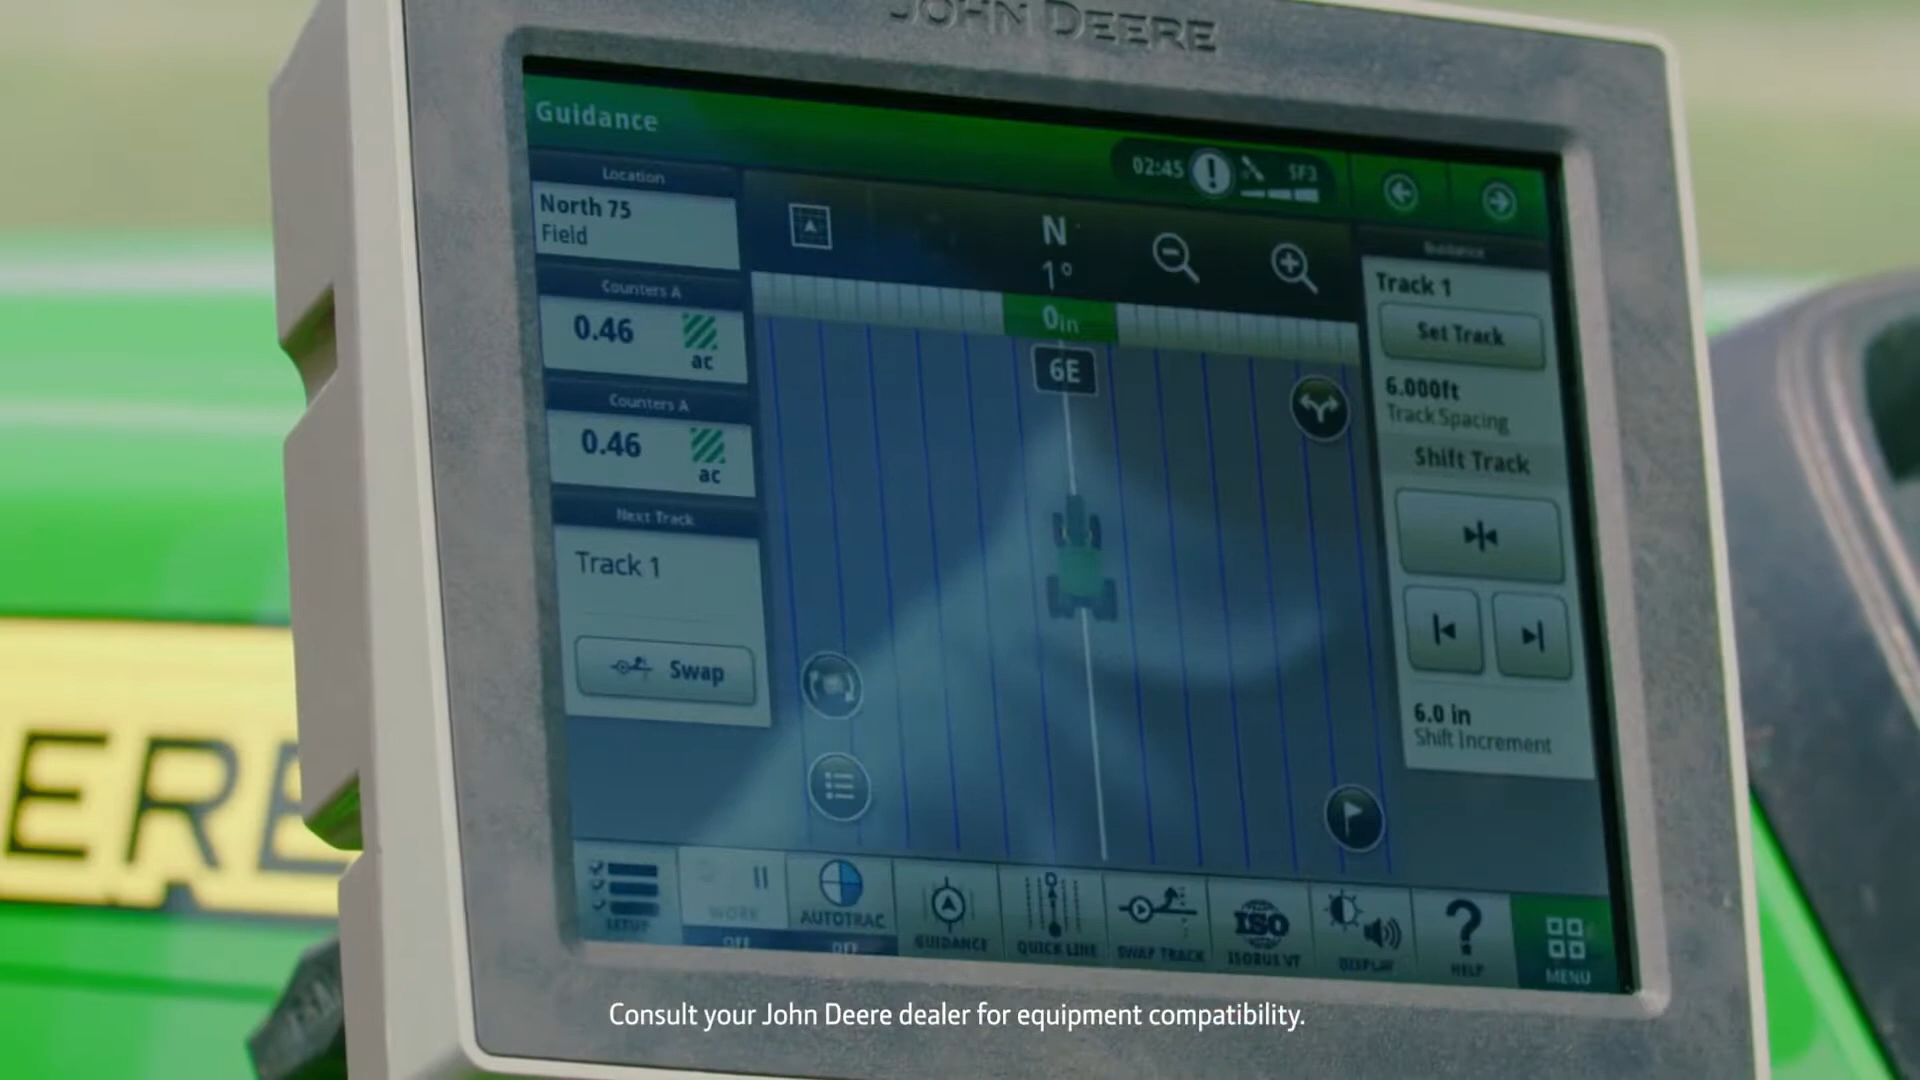 JOHN DEERE
Guidance
02:45
SF3
Location
North 75
Field
Counters A
0.46
ac
Counters A
0.46
ac
Next Track
Track 1
Swap
N
1°
0in
6E
Guidance
Track 1
Set Track
6.000ft
Track Spacing
Shift Track
6.0 in
Shift Increment
SETUP
WORK
OFF
AUTOTRAC
OFF
GUIDANCE
QUICK LINE
SWAP TRACK
ISO
ISOBUS VT
DISPLAY
HELP
MENU
ERE
Consult your John Deere dealer for equipment compatibility.